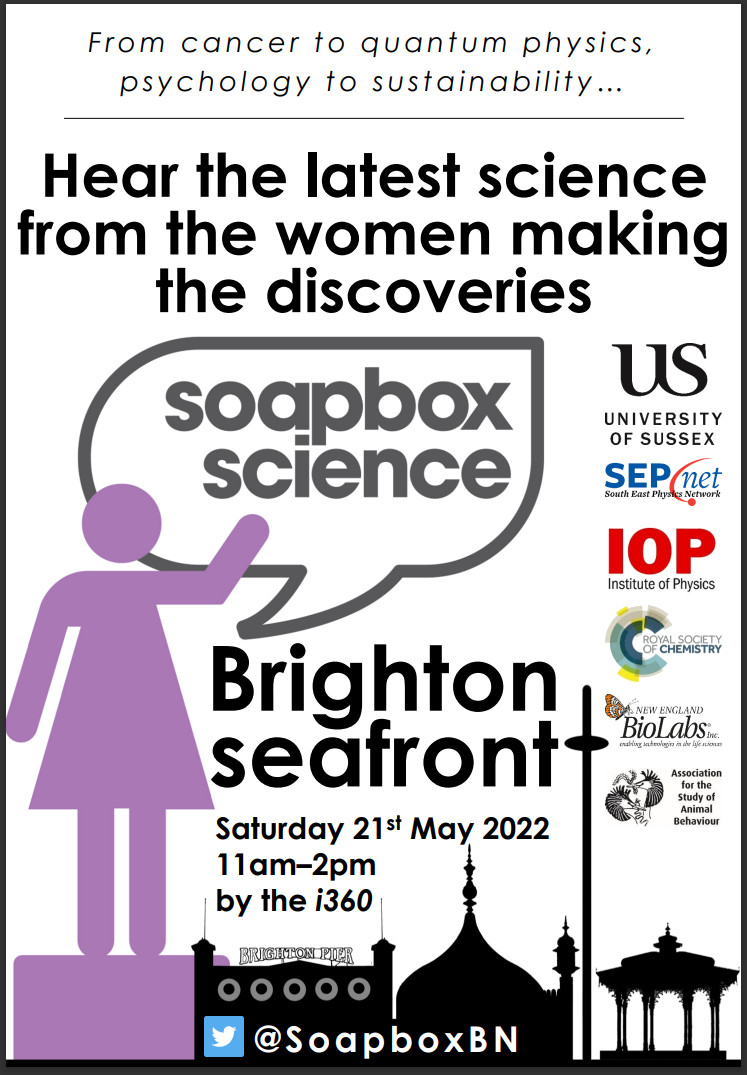 From cancer to quantum physics,
psychology to sustainability...
Hear the latest science
from the women making
the discoveries
soapbox
science
US
UNIVERSITY
OF SUSSEX
SEPnet
South East Physics Network
IOP
Institute of Physics
ROYAL SOCIETY
OF CHEMISTRY
NEW ENGLAND
BioLabs® Inc.
enabling technologies in the life sciences
Association
for the
Study of
Animal
Behaviour
Brighton
seafront
Saturday 21st May 2022
11am–2pm
by the i360
BRIGHTON PIER
@SoapboxBN